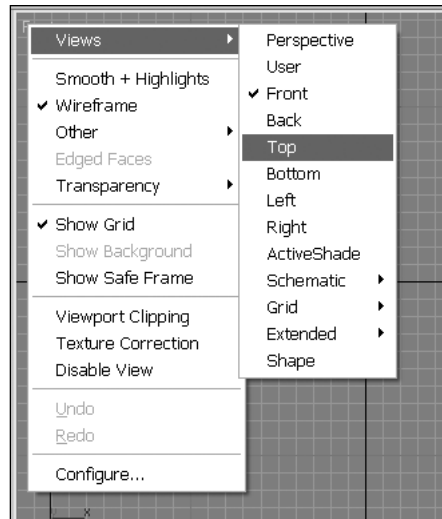 Views
Smooth + Highlights
Wireframe
Other
Edged Faces
Transparency
Show Grid
Show Background
Show Safe Frame
Viewport Clipping
Texture Correction
Disable View
Undo
Redo
Configure...
Perspective
User
Front
Back
Top
Bottom
Left
Right
ActiveShade
Schematic
Grid
Extended
Shape
x